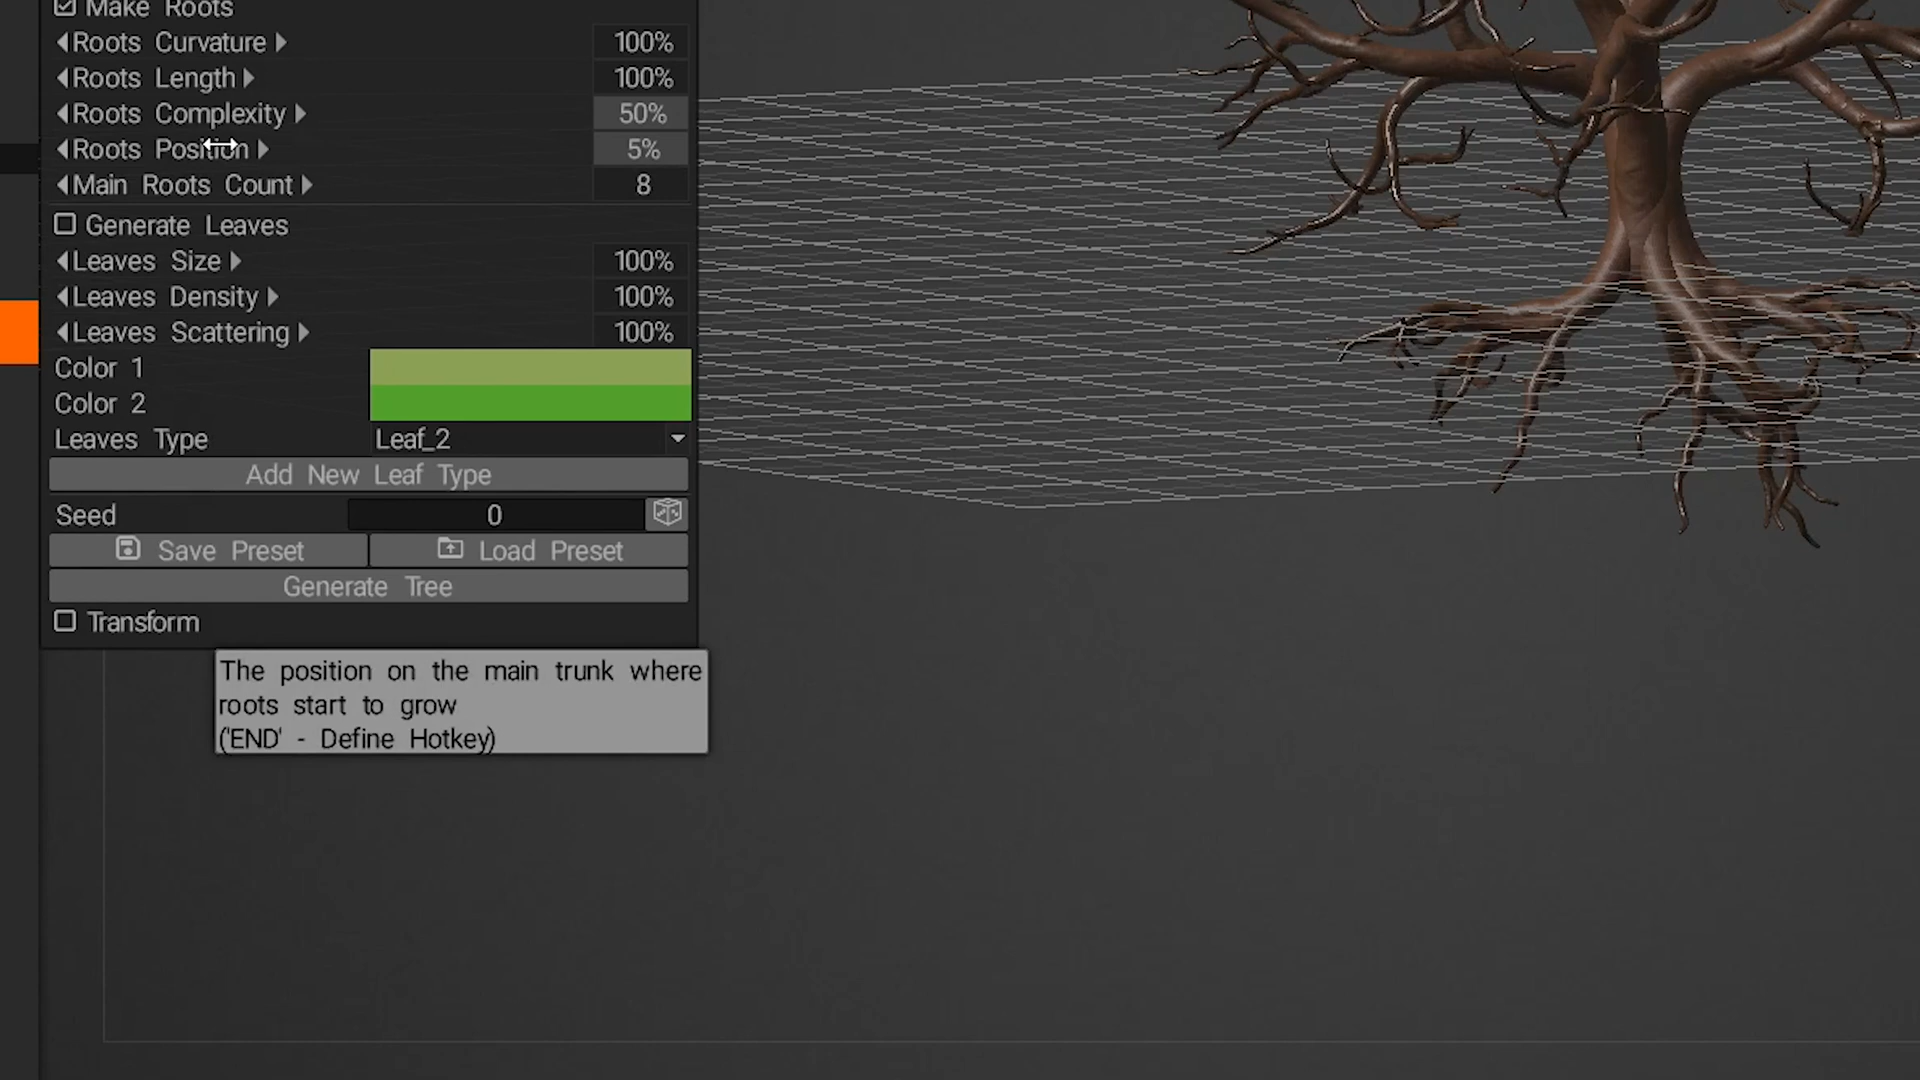 Make Roots
Roots Curvature 100%
Roots Length 100%
Roots Complexity 50%
Roots Position 5%
Main Roots Count 8
Generate Leaves
Leaves Size 100%
Leaves Density 100%
Leaves Scattering 100%
Color 1
Color 2
Leaves Type Leaf_2
Add New Leaf Type
Seed 0
Save Preset Load Preset
Generate Tree
Transform
The position on the main trunk where
roots start to grow
('END' - Define Hotkey)